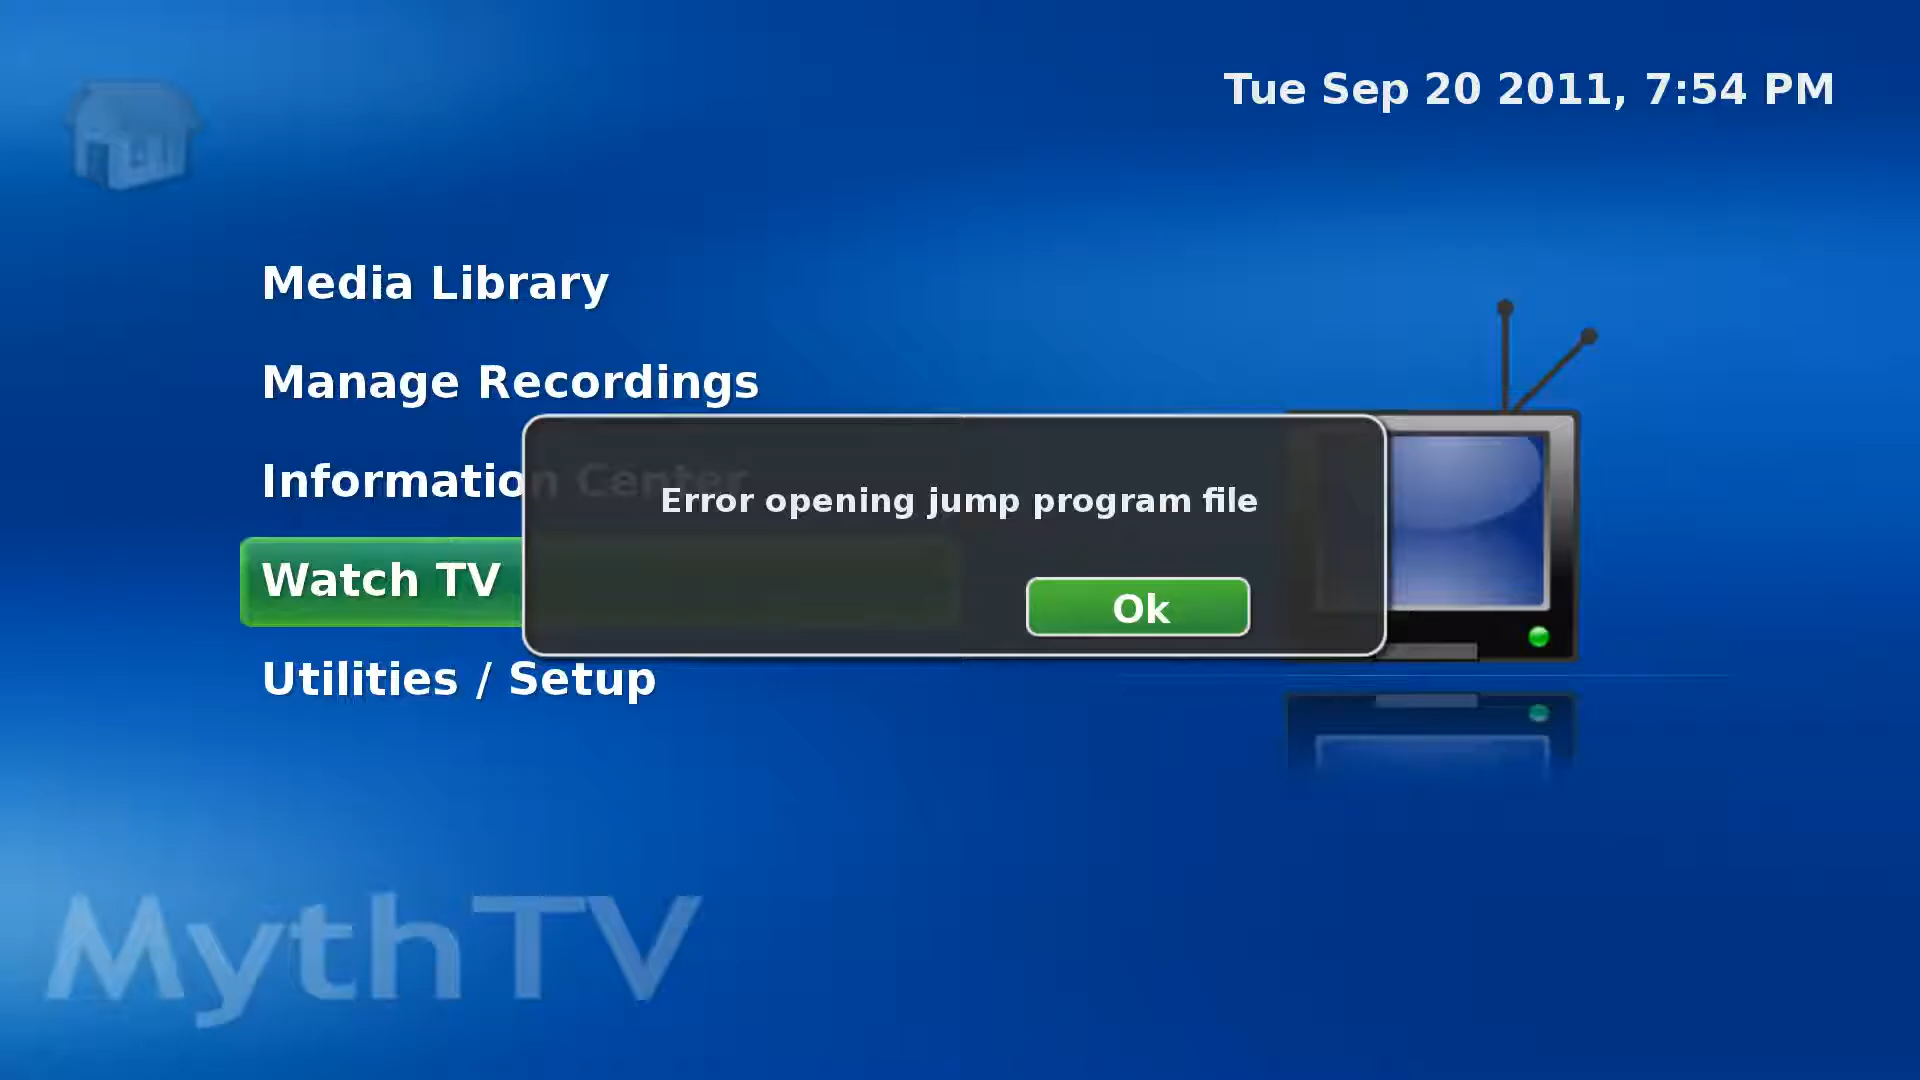 Tue Sep 20 2011, 7:54 PM
Media Library
Manage Recordings
Information Center
Error opening jump program file
Watch TV
Ok
Utilities / Setup
MythTV